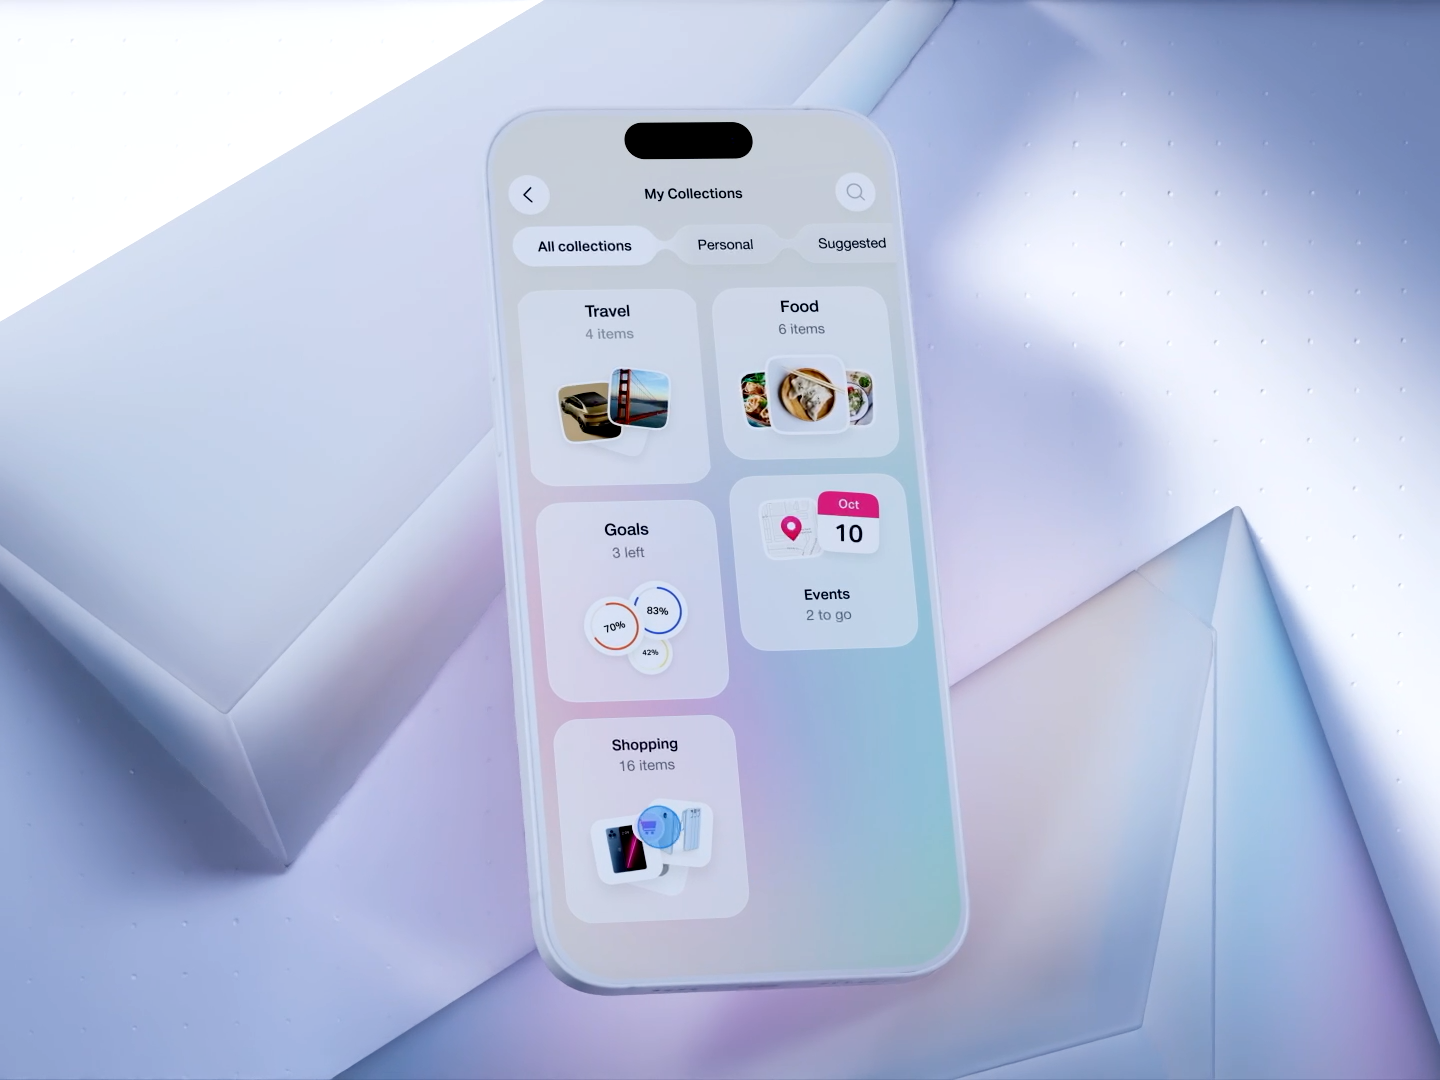 My Collections
All collections
Personal
Suggested
Travel
4 items
Food
6 items
Goals
3 left
70%
83%
42%
Oct
10
Events
2 to go
Shopping
16 items